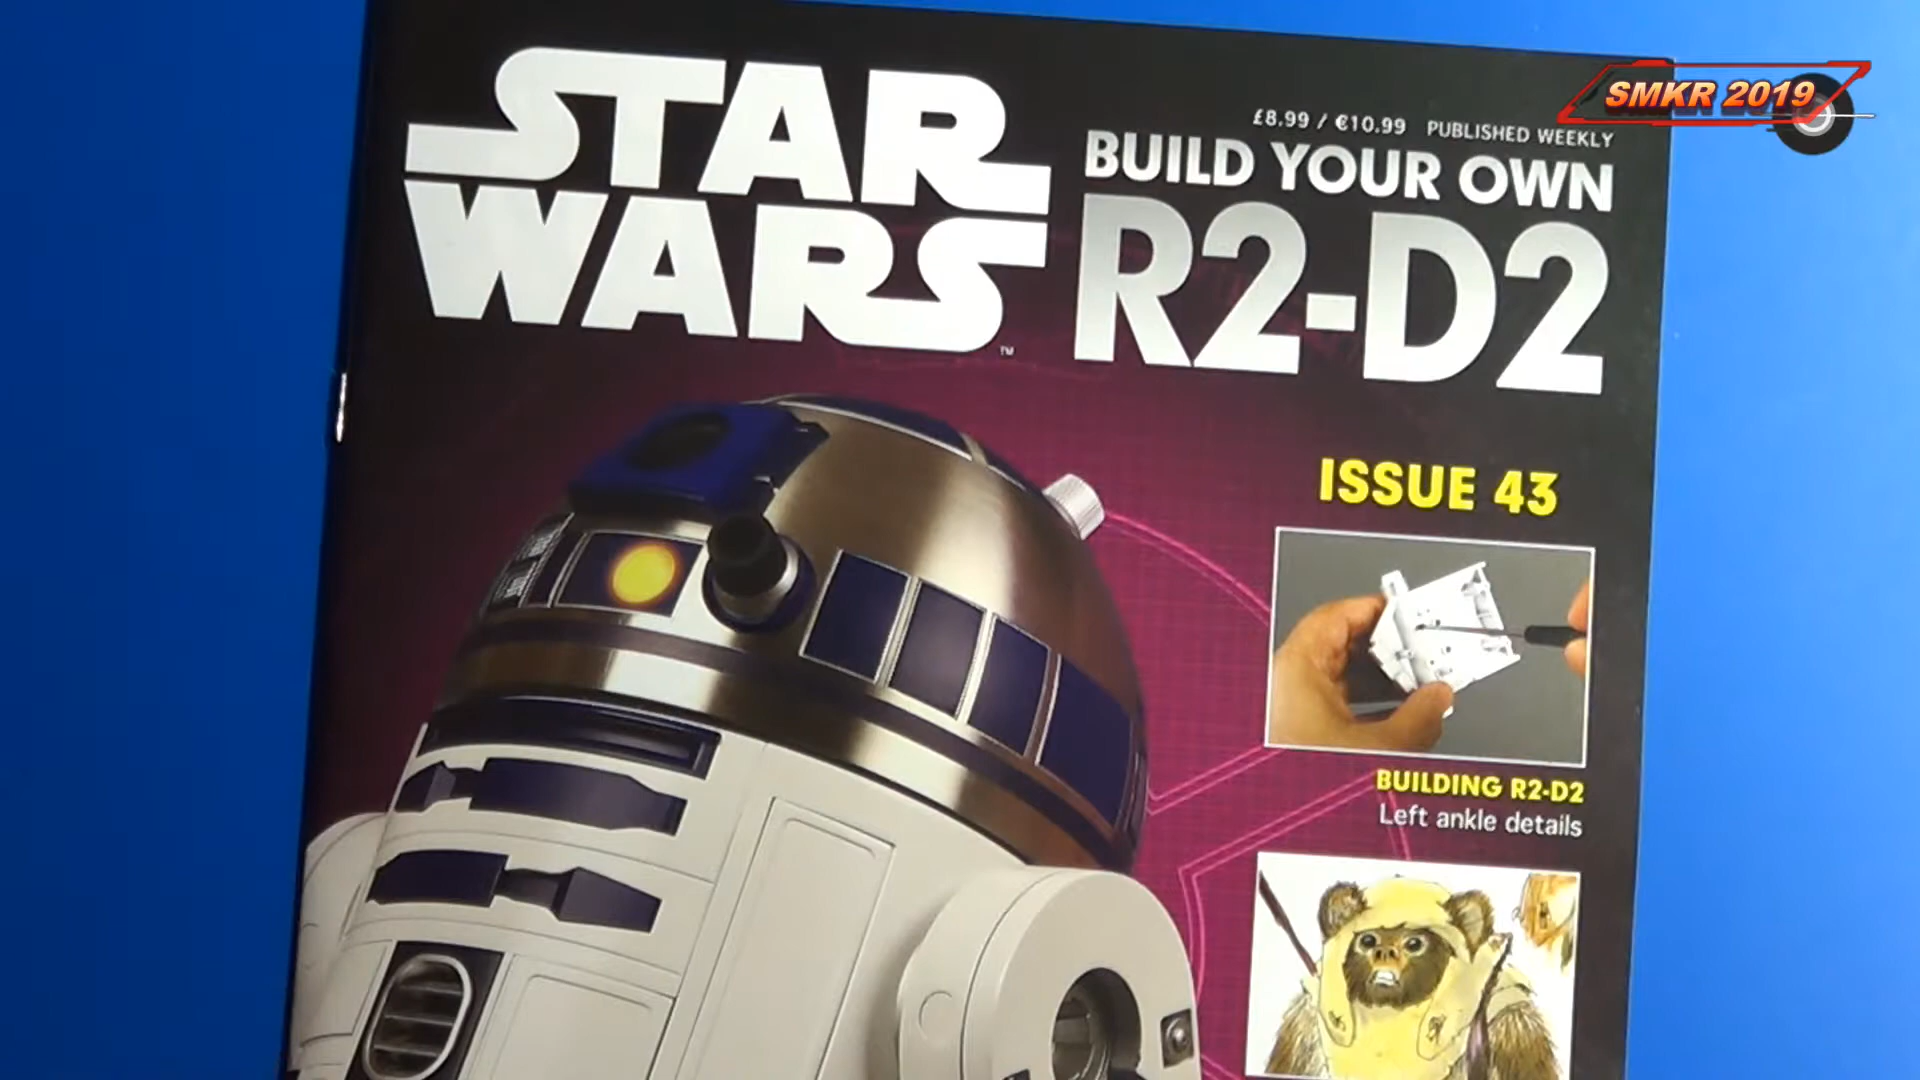 STAR
WARS
™
£8.99 / €10.99 PUBLISHED WEEKLY
BUILD YOUR OWN
R2-D2
ISSUE 43
BUILDING R2-D2
Left ankle details
SMKR 2019